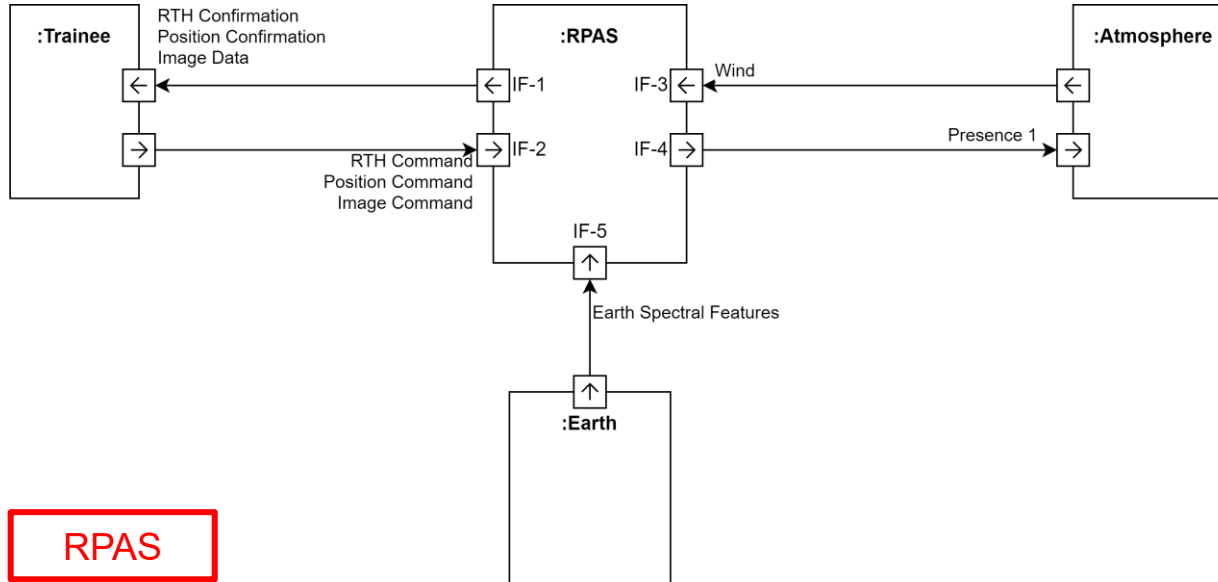 RTH Confirmation
Position Confirmation
Image Data
:Trainee
:RPAS
:Atmosphere
IF-1
IF-3
Wind
IF-2
IF-4
Presence 1
RTH Command
Position Command
Image Command
IF-5
Earth Spectral Features
:Earth
RPAS